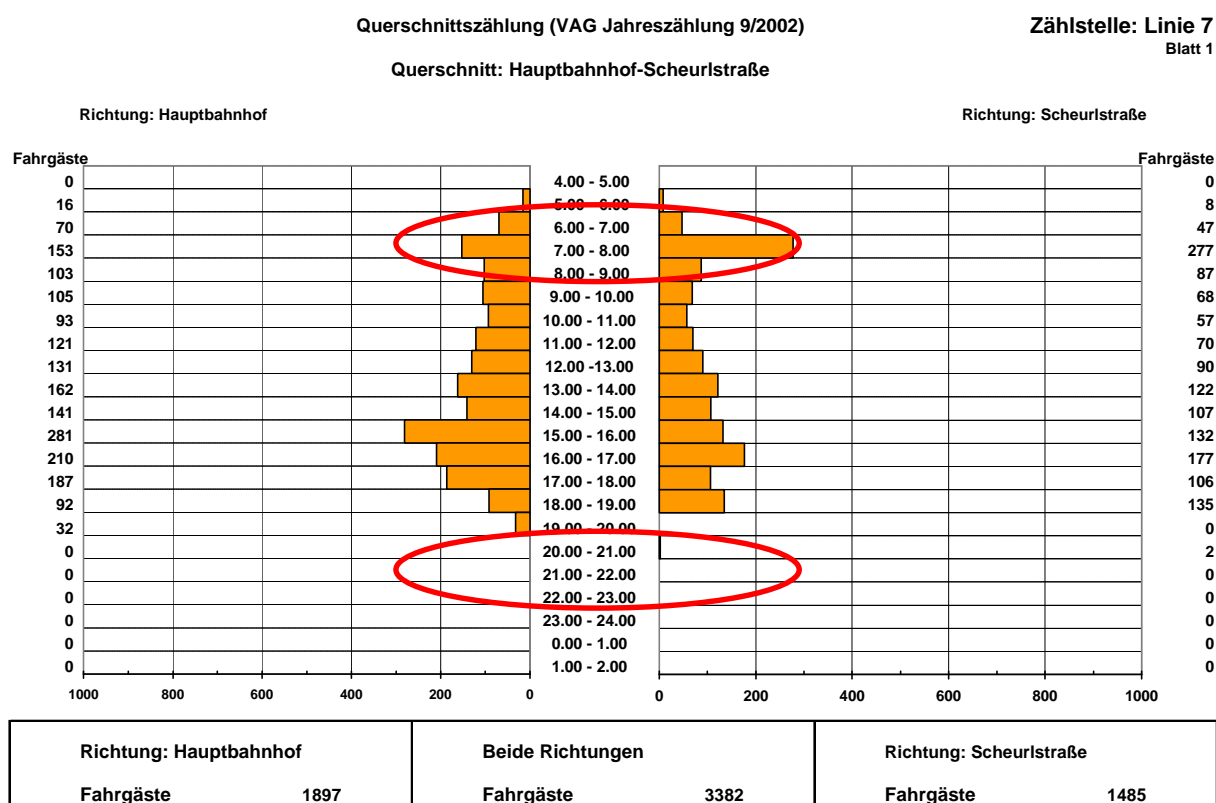 Querschnittszählung (VAG Jahreszählung 9/2002)
Zählstelle: Linie 7
Blatt 1
Querschnitt: Hauptbahnhof-Scheurlstraße
Richtung: Hauptbahnhof
Richtung: Scheurlstraße
Fahrgäste
Fahrgäste
0 4.00 - 5.00 0
16 5.00 - 6.00 8
70 6.00 - 7.00 47
153 7.00 - 8.00 277
103 8.00 - 9.00 87
105 9.00 - 10.00 68
93 10.00 - 11.00 57
121 11.00 - 12.00 70
131 12.00 -13.00 90
162 13.00 - 14.00 122
141 14.00 - 15.00 107
281 15.00 - 16.00 132
210 16.00 - 17.00 177
187 17.00 - 18.00 106
92 18.00 - 19.00 135
32 19.00 - 20.00 0
0 20.00 - 21.00 2
0 21.00 - 22.00 0
0 22.00 - 23.00 0
0 23.00 - 24.00 0
0 0.00 - 1.00 0
0 1.00 - 2.00 0
1000 800 600 400 200 0 0 200 400 600 800 1000
Richtung: Hauptbahnhof
Fahrgäste 1897
Beide Richtungen
Fahrgäste 3382
Richtung: Scheurlstraße
Fahrgäste 1485